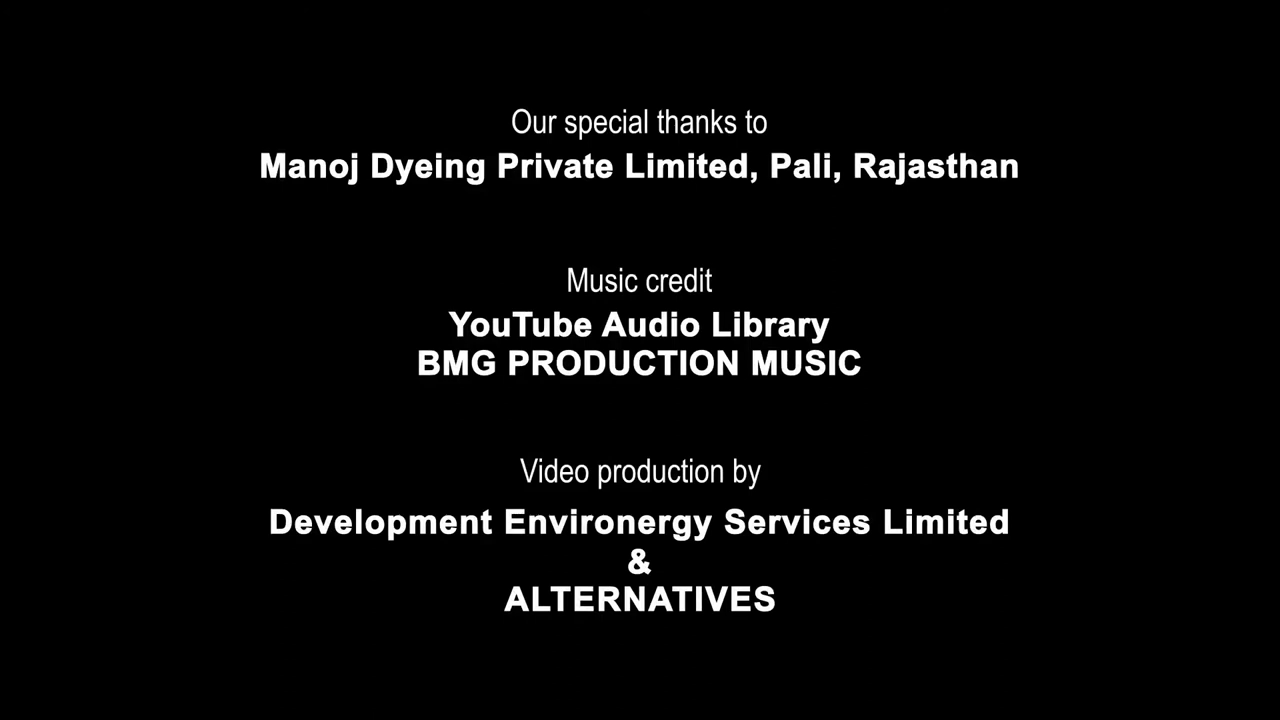 Our special thanks to
Manoj Dyeing Private Limited, Pali, Rajasthan
Music credit
YouTube Audio Library
BMG PRODUCTION MUSIC
Video production by
Development Environergy Services Limited
&
ALTERNATIVES